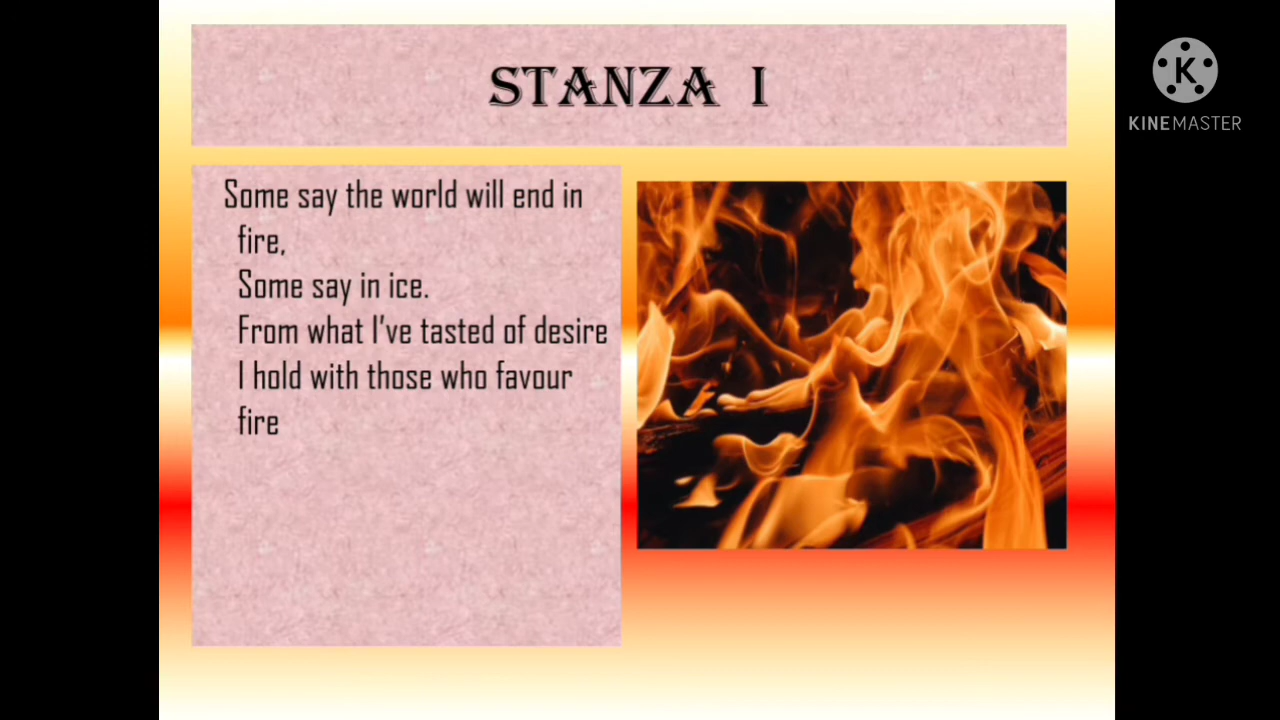 STANZA I
Some say the world will end in
fire,
Some say in ice.
From what I've tasted of desire
I hold with those who favour
fire
K
KINEMASTER